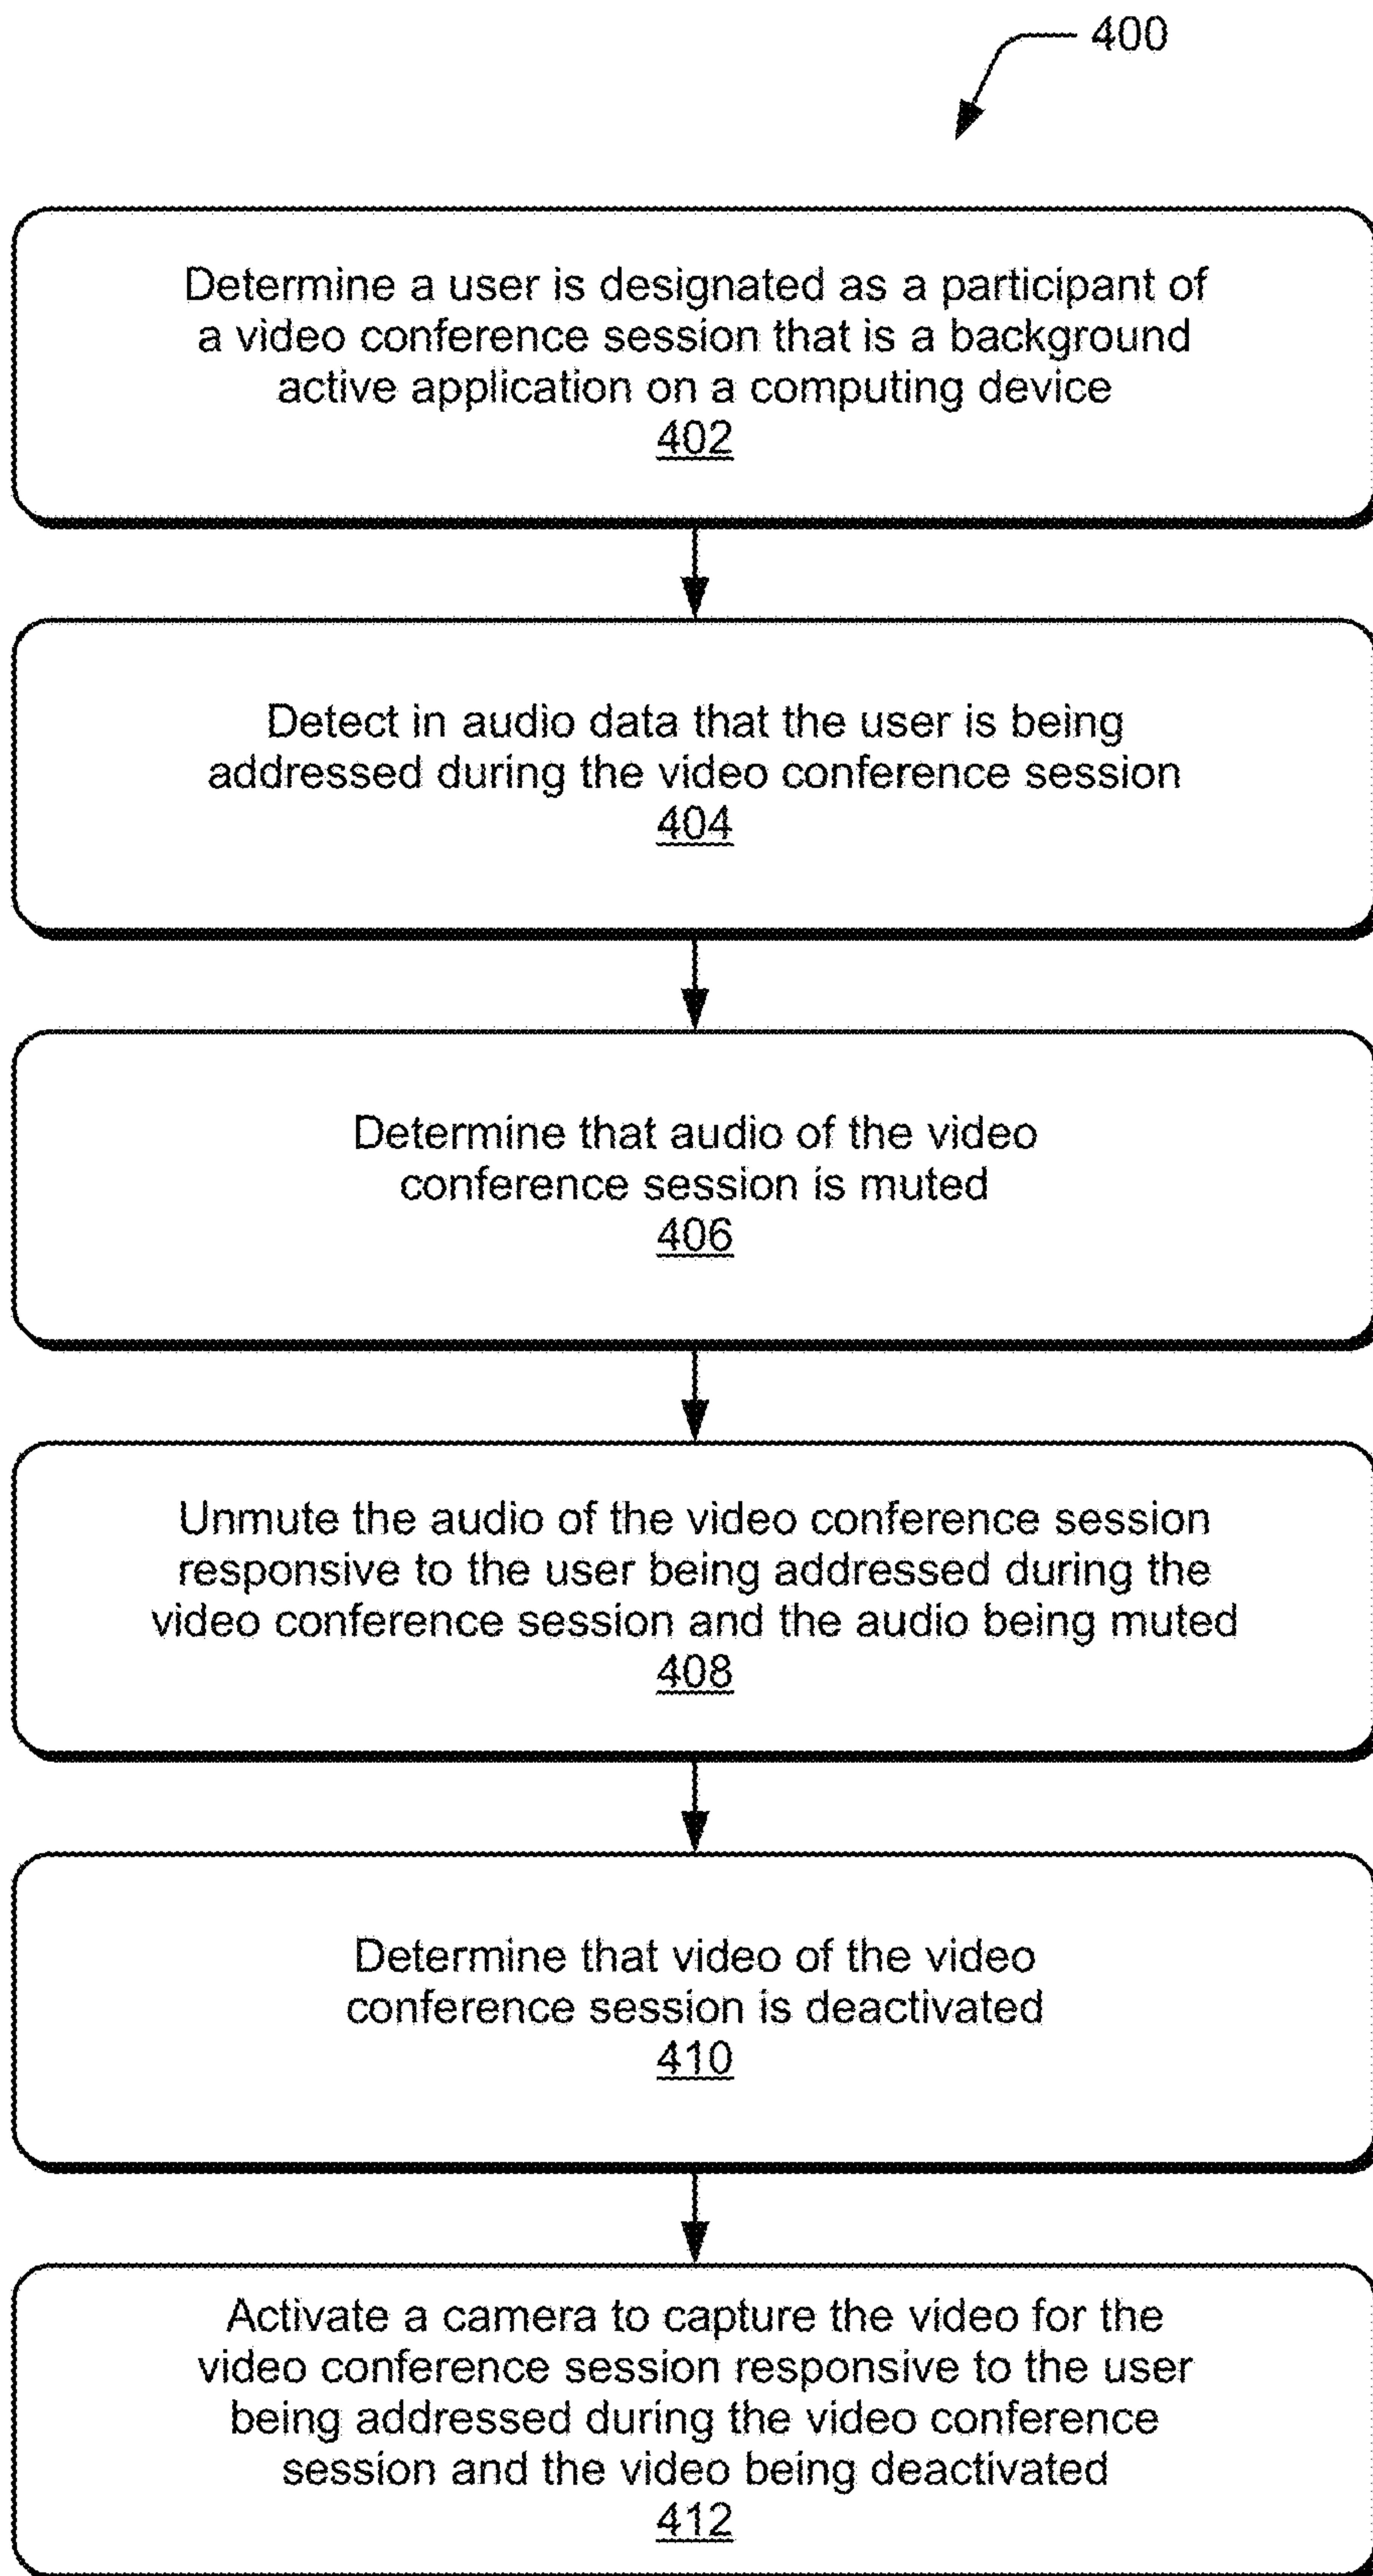 400
Determine a user is designated as a participant of
a video conference session that is a background
active application on a computing device
402
Detect in audio data that the user is being
addressed during the video conference session
404
Determine that audio of the video
conference session is muted
406
Unmute the audio of the video conference session
responsive to the user being addressed during the
video conference session and the audio being muted
408
Determine that video of the video
conference session is deactivated
410
Activate a camera to capture the video for the
video conference session responsive to the user
being addressed during the video conference
session and the video being deactivated
412